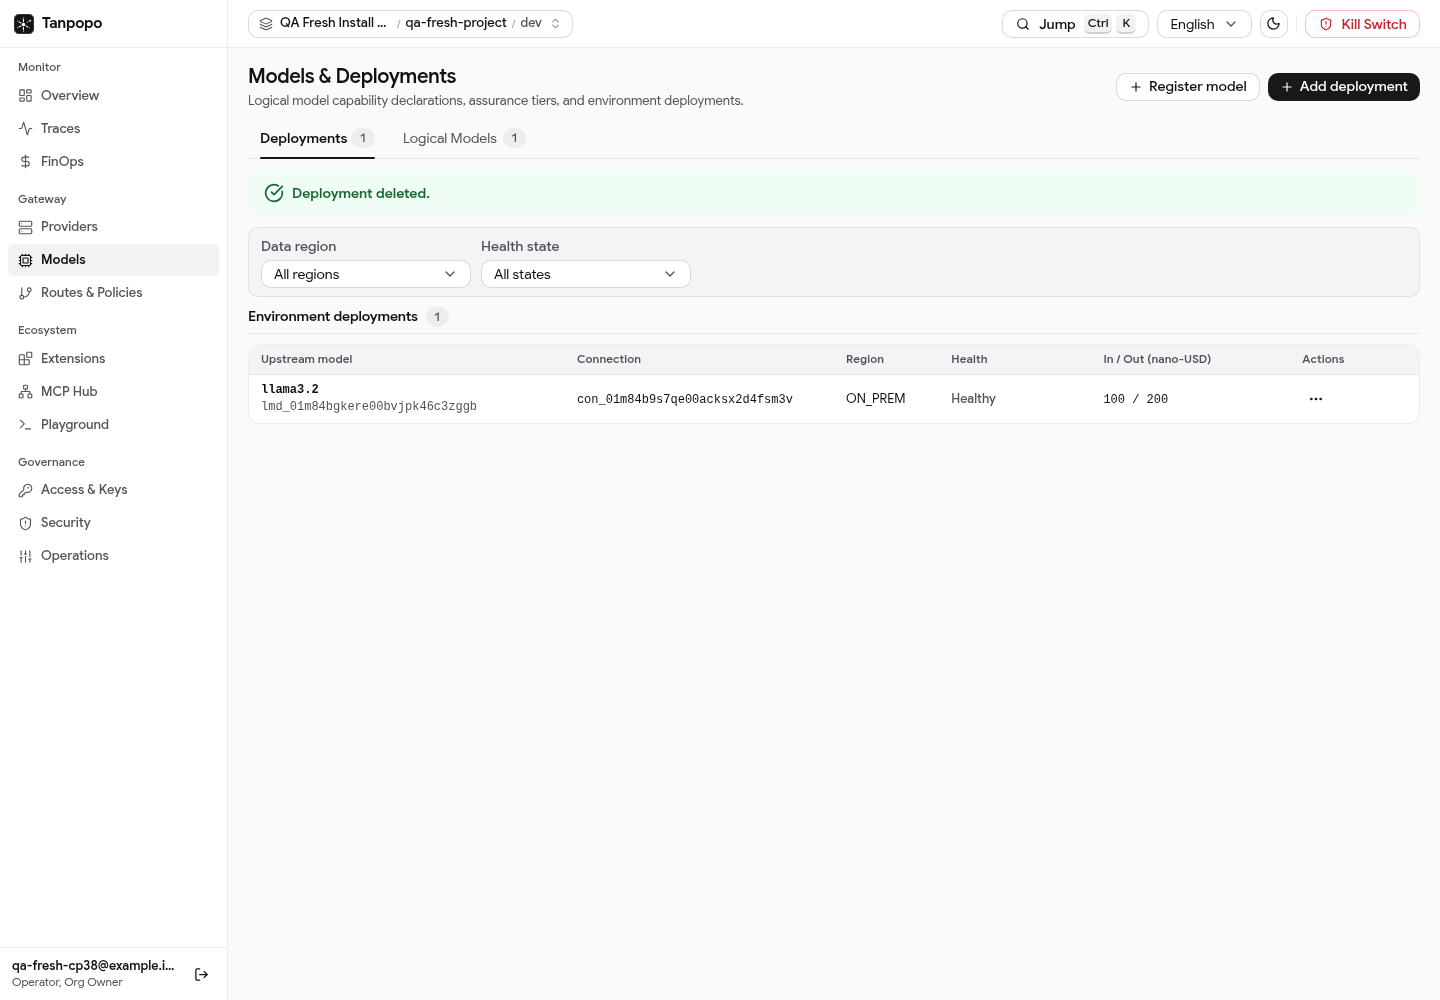 Tanpopo
QA Fresh Install ... / qa-fresh-project / dev
Jump Ctrl K
English
Kill Switch
Monitor
Overview
Traces
FinOps
Gateway
Providers
Models
Routes & Policies
Ecosystem
Extensions
MCP Hub
Playground
Governance
Access & Keys
Security
Operations
qa-fresh-cp38@example.i...
Operator, Org Owner
Models & Deployments
Logical model capability declarations, assurance tiers, and environment deployments.
Register model
Add deployment
Deployments 1
Logical Models 1
Deployment deleted.
Data region
All regions
Health state
All states
Environment deployments 1
Upstream model Connection Region Health In / Out (nano-USD) Actions
llama3.2
lmd_01m84bgkere00bvjpk46c3zggb
con_01m84b9s7qe00acksx2d4fsm3v
ON_PREM
Healthy
100 / 200